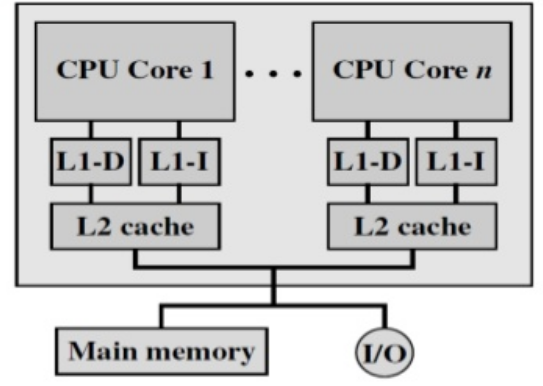 CPU Core 1 • • • CPU Core n
L1-D L1-I L1-D L1-I
L2 cache L2 cache
Main memory I/O